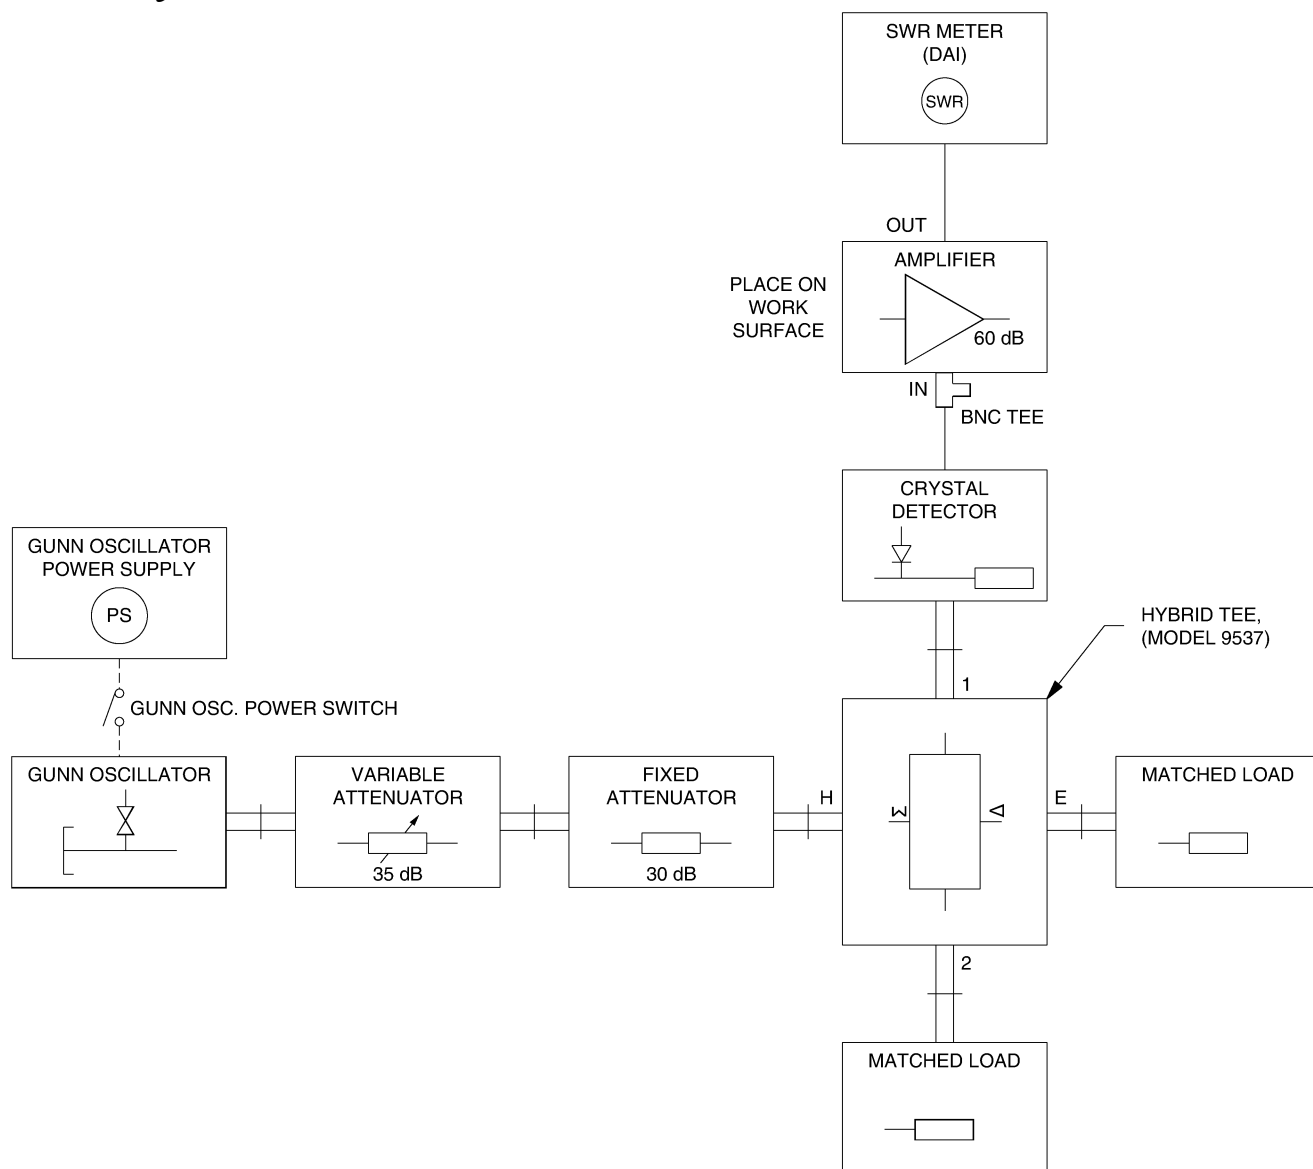 SWR METER
(DAI)
SWR
OUT
AMPLIFIER
60 dB
PLACE ON
WORK
SURFACE
IN
BNC TEE
CRYSTAL
DETECTOR
GUNN OSCILLATOR
POWER SUPPLY
PS
GUNN OSC. POWER SWITCH
HYBRID TEE,
(MODEL 9537)
1
GUNN OSCILLATOR
VARIABLE
ATTENUATOR
35 dB
FIXED
ATTENUATOR
30 dB
H
Σ
Δ
E
MATCHED LOAD
2
MATCHED LOAD